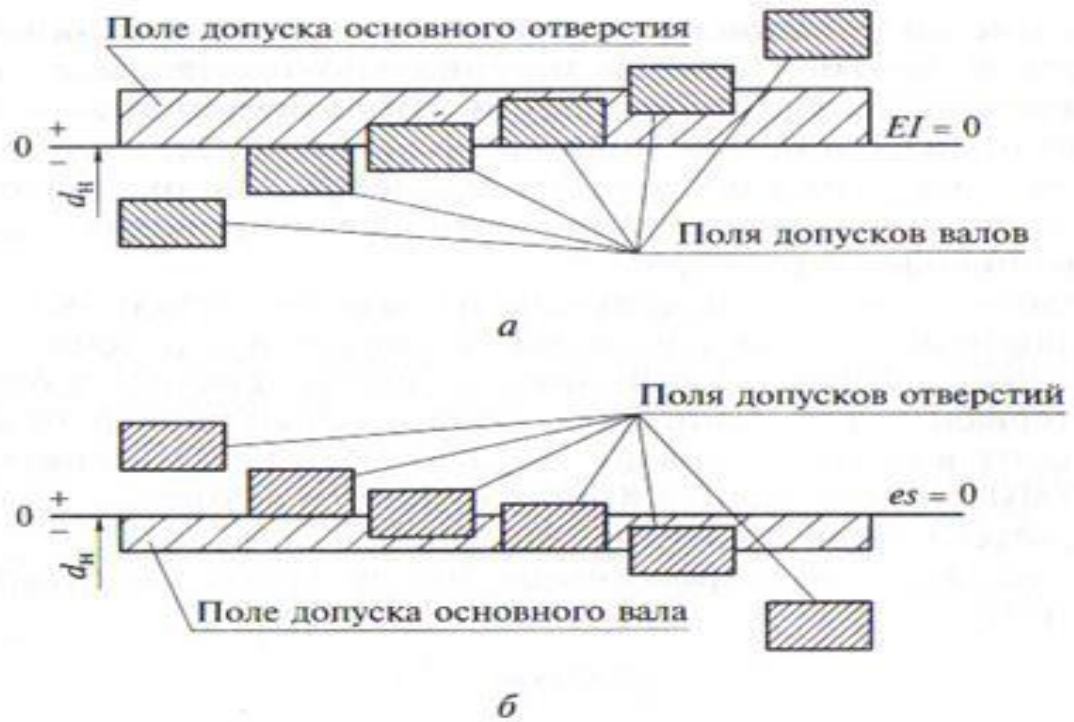 Поле допуска основного отверстия
0
+
−
EI = 0
dн
Поля допусков валов
а
Поля допусков отверстий
0
+
−
es = 0
dн
Поле допуска основного вала
б